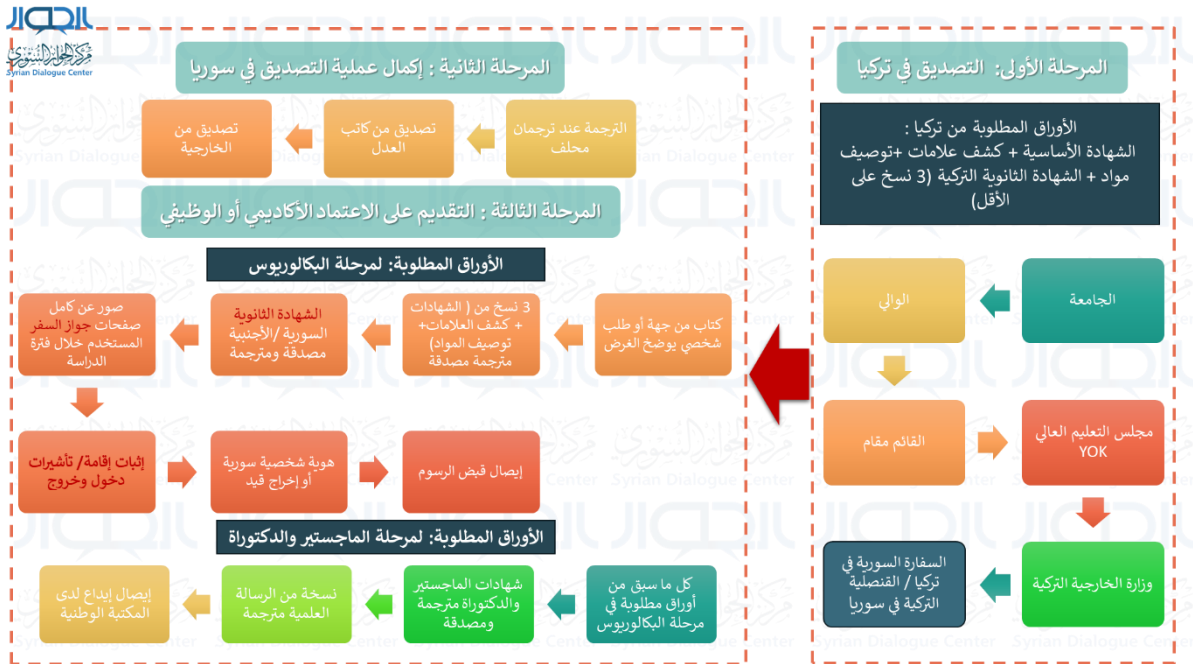 الحوار
مركز الحوار السوري
Syrian Dialogue Center
المرحلة الأولى: التصديق في تركيا
الأوراق المطلوبة من تركيا :
الشهادة الأساسية + كشف علامات +توصيف
مواد + الشهادة الثانوية التركية (3 نسخ على
الأقل)
الجامعة
الوالي
القائم مقام
مجلس التعليم العالي
YOK
وزارة الخارجية التركية
السفارة السورية في
تركيا / القنصلية
التركية في سوريا
المرحلة الثانية : إكمال عملية التصديق في سوريا
الترجمة عند ترجمان
محلف
تصديق من كاتب
العدل
تصديق من
الخارجية
المرحلة الثالثة : التقديم على الاعتماد الأكاديمي أو الوظيفي
الأوراق المطلوبة: لمرحلة البكالوريوس
كتاب من جهة أو طلب
شخصي يوضح الغرض
3 نسخ من ( الشهادات
+ كشف العلامات+
توصيف المواد)
مترجمة مصدقة
الشهادة الثانوية
السورية /الأجنبية
مصدقة ومترجمة
صور عن كامل
صفحات جواز السفر
المستخدم خلال فترة
الدراسة
إثبات إقامة/ تأشيرات
دخول وخروج
هوية شخصية سورية
أو إخراج قيد
إيصال قبض الرسوم
الأوراق المطلوبة: لمرحلة الماجستير والدكتوراة
كل ما سبق من
أوراق مطلوبة في
مرحلة البكالوريوس
شهادات الماجستير
والدكتوراة مترجمة
ومصدقة
نسخة من الرسالة
العلمية مترجمة
إيصال إيداع لدى
المكتبة الوطنية